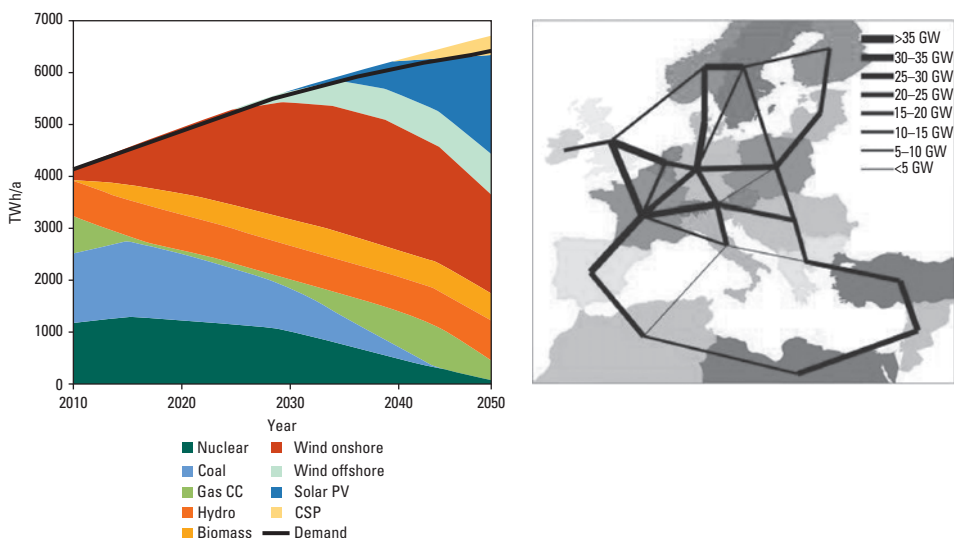 7000
6000
5000
4000
3000
2000
1000
0
TWh/a
2010
2020
2030
2040
2050
Year
Nuclear
Wind onshore
Coal
Wind offshore
Gas CC
Solar PV
Hydro
CSP
Biomass
Demand
>35 GW
30–35 GW
25–30 GW
20–25 GW
15–20 GW
10–15 GW
5–10 GW
<5 GW